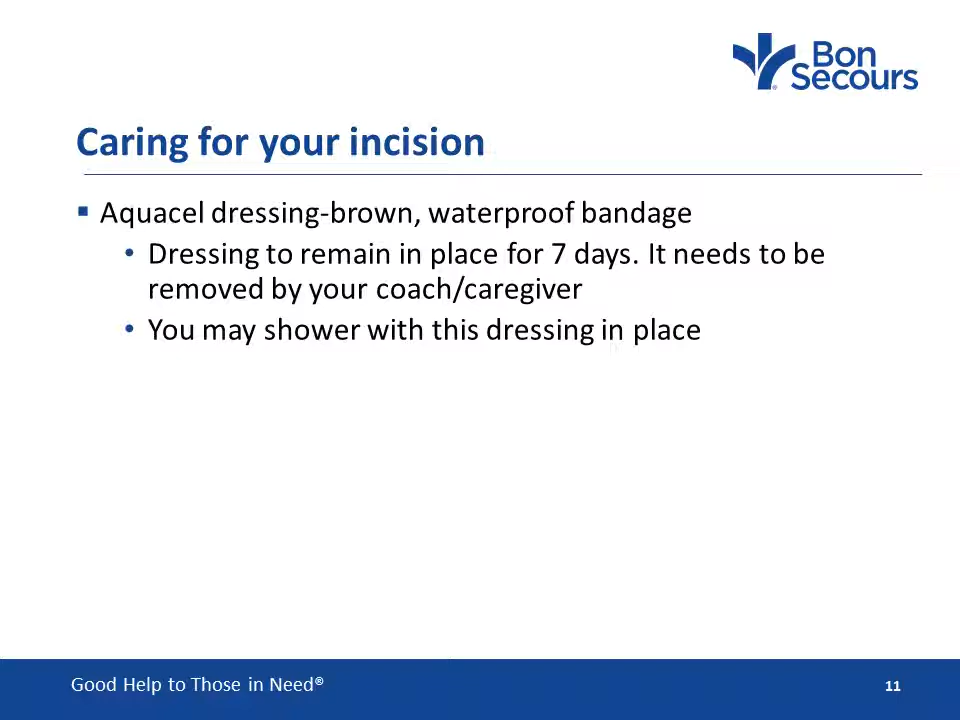 Bon
Secours
Caring for your incision
▪ Aquacel dressing-brown, waterproof bandage
• Dressing to remain in place for 7 days. It needs to be
removed by your coach/caregiver
• You may shower with this dressing in place
Good Help to Those in Need®
11